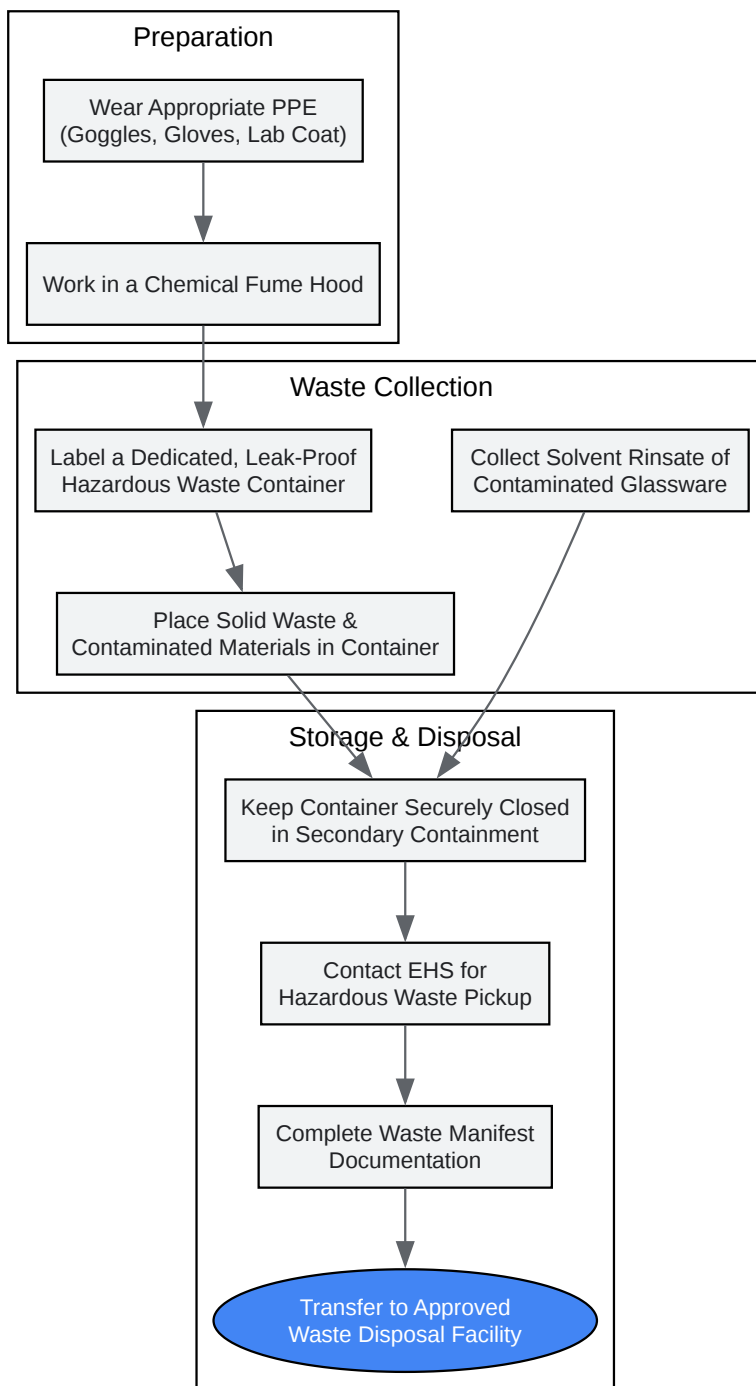 Preparation
Wear Appropriate PPE
(Goggles, Gloves, Lab Coat)
Work in a Chemical Fume Hood
Waste Collection
Label a Dedicated, Leak-Proof
Hazardous Waste Container
Collect Solvent Rinsate of
Contaminated Glassware
Place Solid Waste &
Contaminated Materials in Container
Storage & Disposal
Keep Container Securely Closed
in Secondary Containment
Contact EHS for
Hazardous Waste Pickup
Complete Waste Manifest
Documentation
Transfer to Approved
Waste Disposal Facility